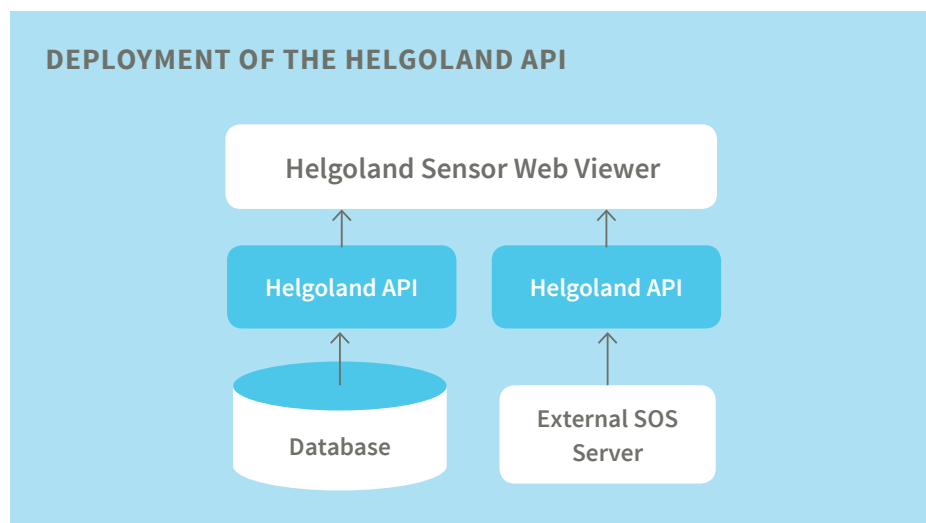 DEPLOYMENT OF THE HELGOLAND API
Helgoland Sensor Web Viewer
Helgoland API
Helgoland API
Database
External SOS
Server